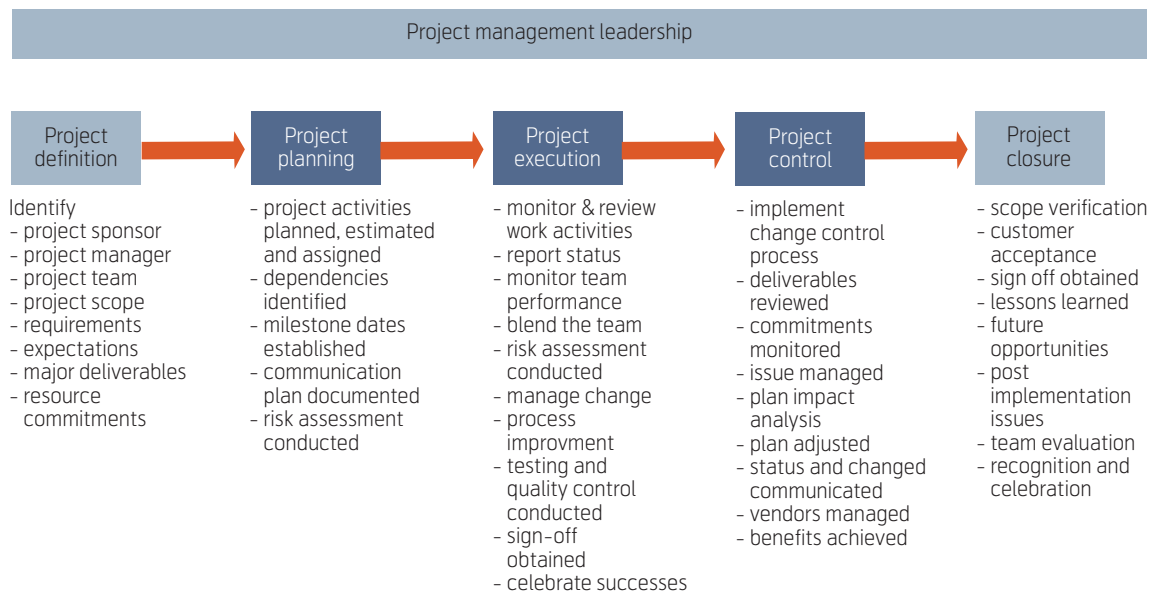 Project management leadership
Project
definition
Project
planning
Project
execution
Project
control
Project
closure
Identify
- project sponsor
- project manager
- project team
- project scope
- requirements
- expectations
- major deliverables
- resource
commitments
- project activities
planned, estimated
and assigned
- dependencies
identified
- milestone dates
established
- communication
plan documented
- risk assessment
conducted
- monitor & review
work activities
- report status
- monitor team
performance
- blend the team
- risk assessment
conducted
- manage change
- process
improvment
- testing and
quality control
conducted
- sign-off
obtained
- celebrate successes
- implement
change control
process
- deliverables
reviewed
- commitments
monitored
- issue managed
- plan impact
analysis
- plan adjusted
- status and changed
communicated
- vendors managed
- benefits achieved
- scope verification
- customer
acceptance
- sign off obtained
- lessons learned
- future
opportunities
- post
implementation
issues
- team evaluation
- recognition and
celebration